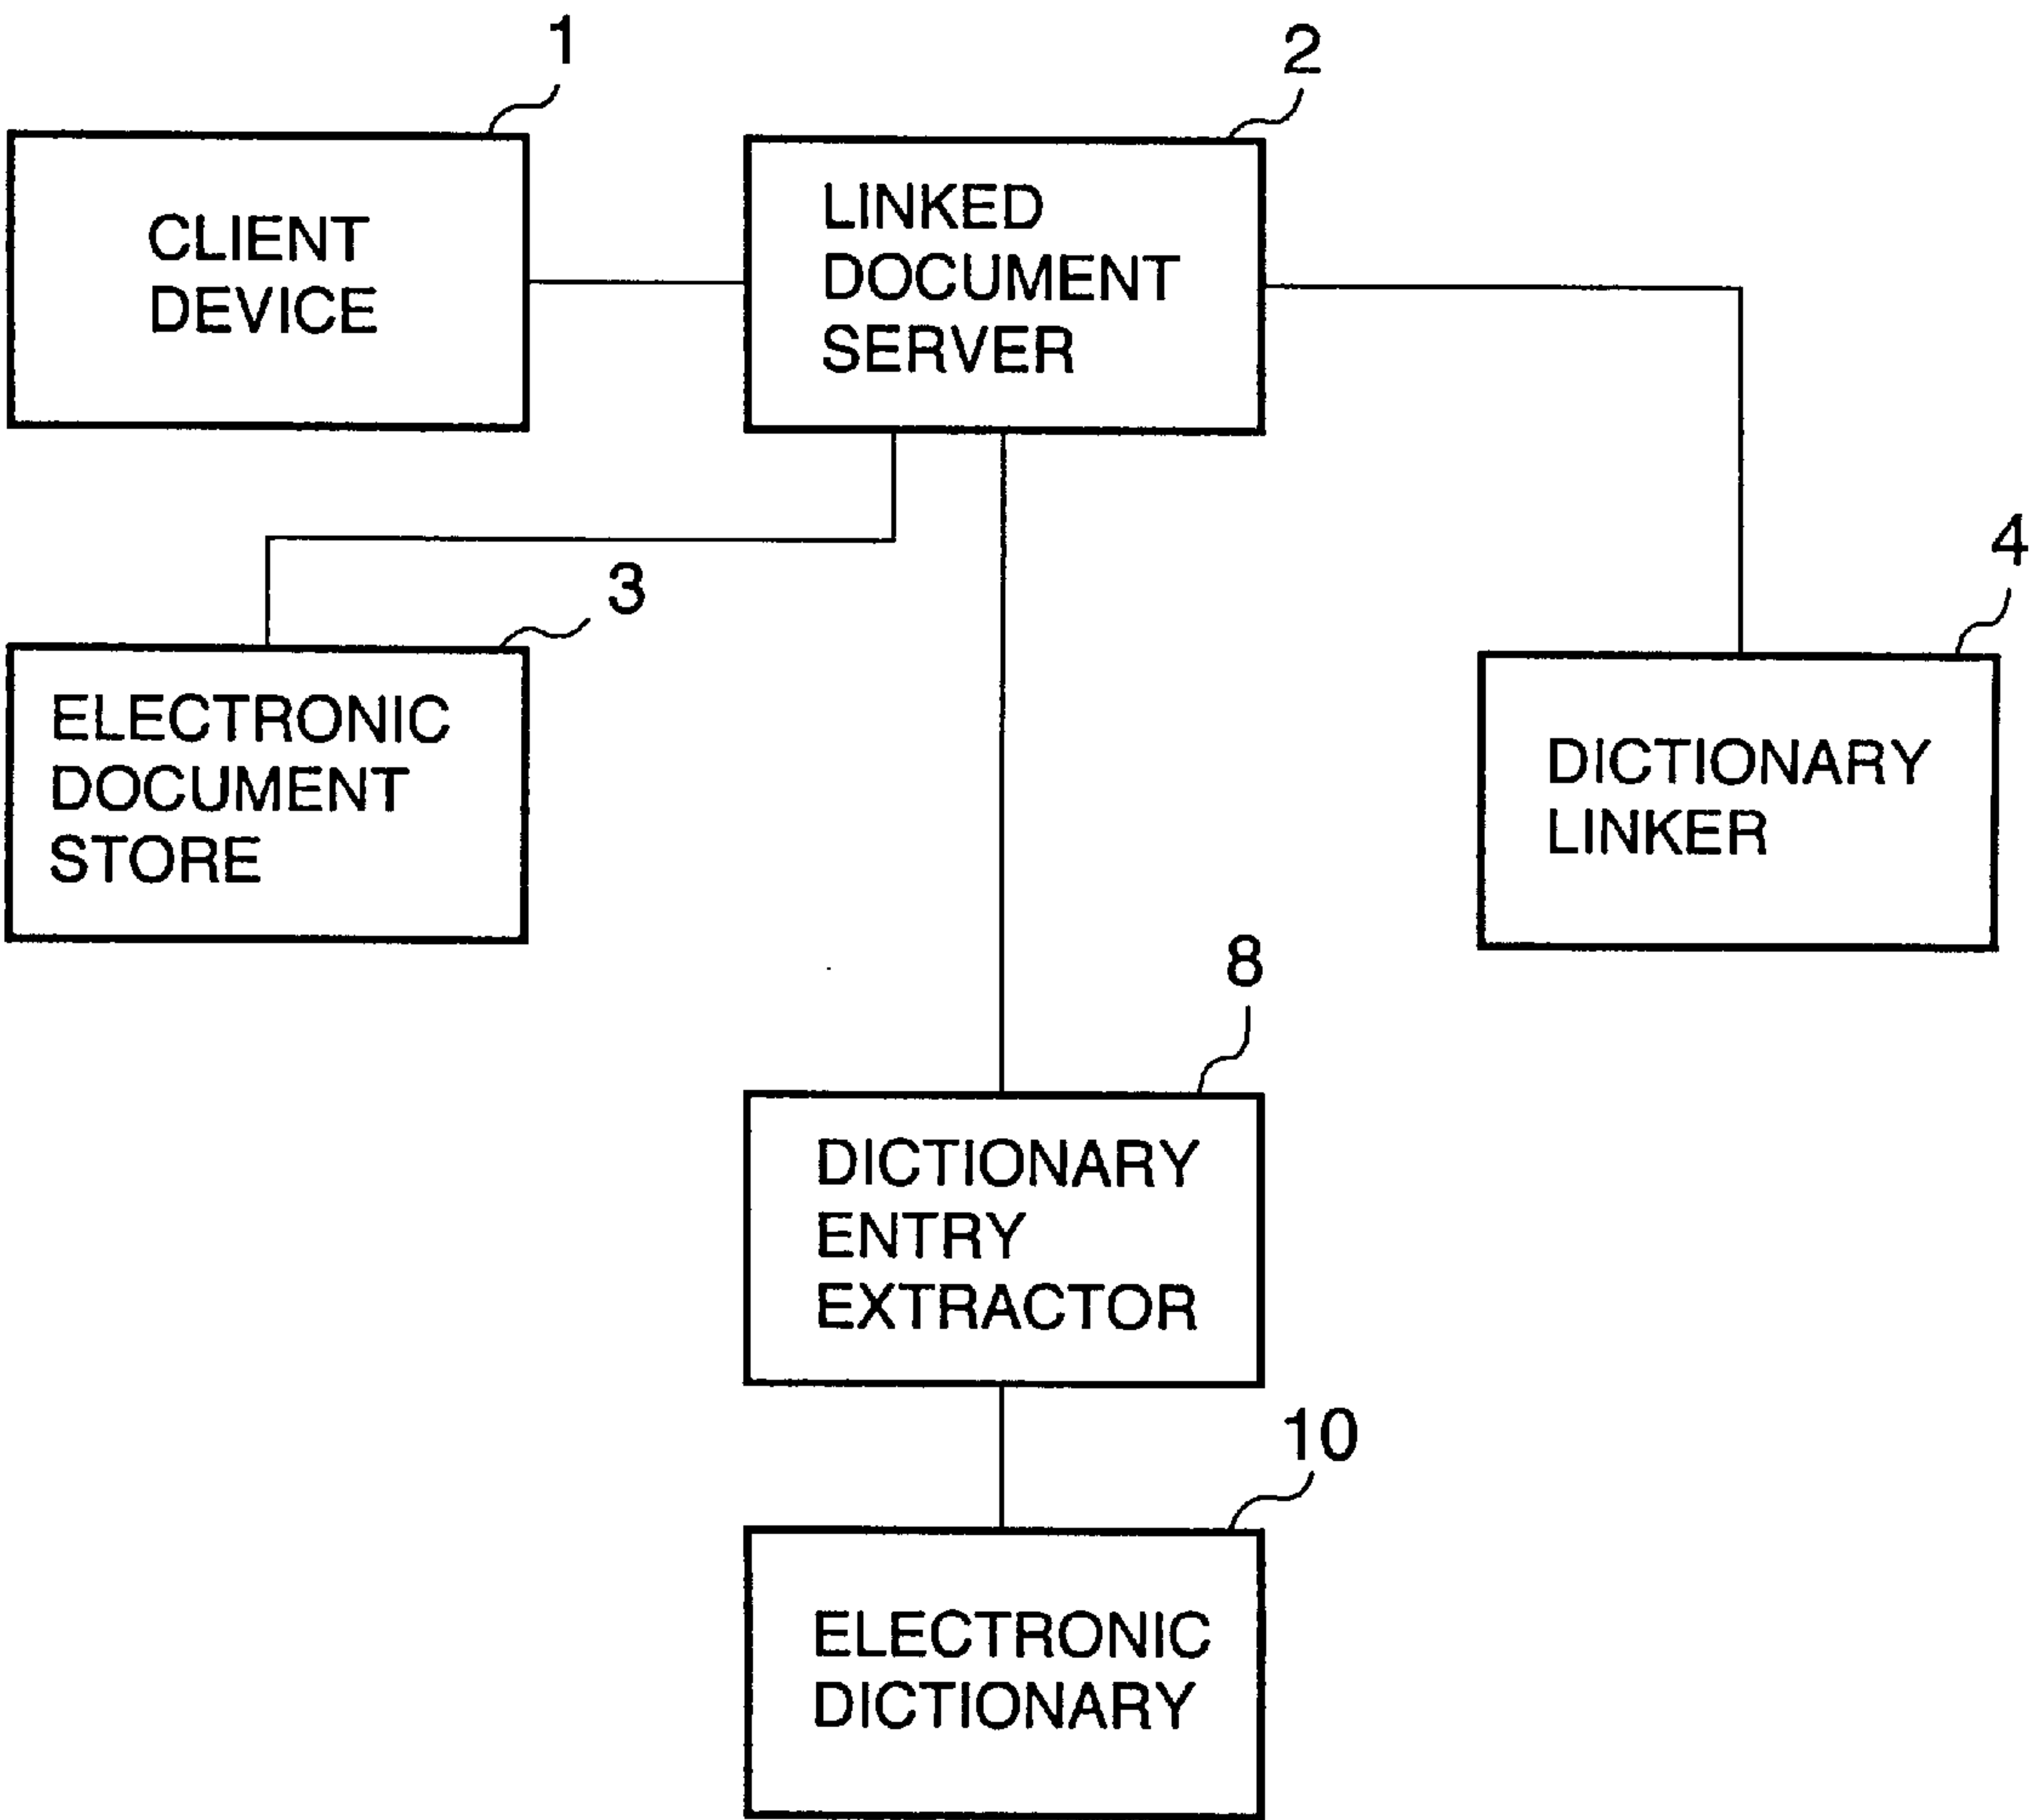 1
2
CLIENT
DEVICE
LINKED
DOCUMENT
SERVER
3
4
ELECTRONIC
DOCUMENT
STORE
DICTIONARY
LINKER
8
DICTIONARY
ENTRY
EXTRACTOR
10
ELECTRONIC
DICTIONARY